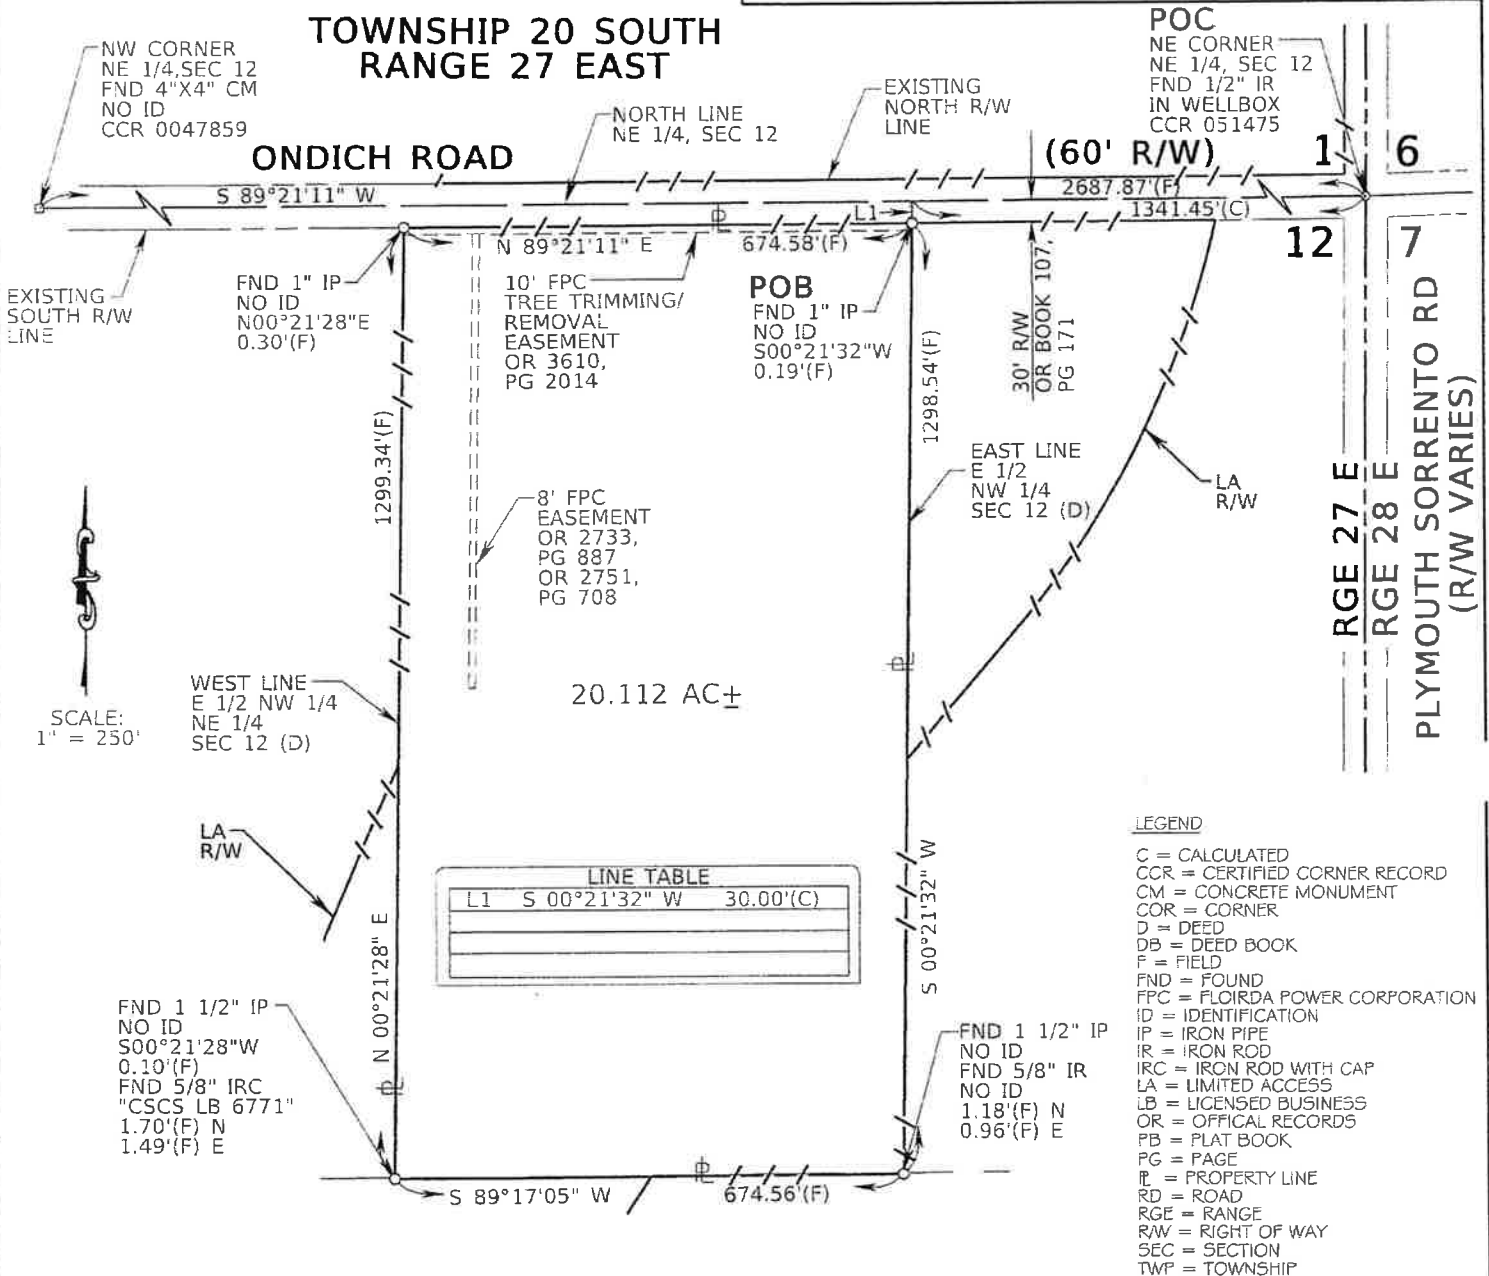 TOWNSHIP 20 SOUTH
RANGE 27 EAST
NW CORNER
NE 1/4,SEC 12
FND 4"X4" CM
NO ID
CCR 0047859
NORTH LINE
NE 1/4, SEC 12
EXISTING
NORTH R/W
LINE
POC
NE CORNER
NE 1/4, SEC 12
FND 1/2" IR
IN WELLBOX
CCR 051475
ONDICH ROAD
(60' R/W)
1
6
S 89°21'11" W
2687.87'(F)
L1
1341.45'(C)
12
7
N 89°21'11" E
674.58'(F)
EXISTING
SOUTH R/W
LINE
FND 1" IP
NO ID
N00°21'28"E
0.30'(F)
10' FPC
TREE TRIMMING/
REMOVAL
EASEMENT
OR 3610,
PG 2014
POB
FND 1" IP
NO ID
S00°21'32"W
0.19'(F)
30' R/W
OR BOOK 107,
PG 171
1299.34'(F)
1298.54'(F)
EAST LINE
E 1/2
NW 1/4
SEC 12 (D)
LA
R/W
8' FPC
EASEMENT
OR 2733,
PG 887
OR 2751,
PG 708
RGE 27 E
RGE 28 E
PLYMOUTH SORRENTO RD
(R/W VARIES)
SCALE:
1" = 250'
WEST LINE
E 1/2 NW 1/4
NE 1/4
SEC 12 (D)
20.112 AC±
LA
R/W
LINE TABLE
L1 S 00°21'32" W 30.00'(C)
N 00°21'28" E
S 00°21'32" W
FND 1 1/2" IP
NO ID
S00°21'28"W
0.10'(F)
FND 5/8" IRC
"CSCS LB 6771"
1.70'(F) N
1.49'(F) E
FND 1 1/2" IP
NO ID
FND 5/8" IR
NO ID
1.18'(F) N
0.96'(F) E
S 89°17'05" W
674.56'(F)
LEGEND
C = CALCULATED
CCR = CERTIFIED CORNER RECORD
CM = CONCRETE MONUMENT
COR = CORNER
D = DEED
DB = DEED BOOK
F = FIELD
FND = FOUND
FPC = FLOIRDA POWER CORPORATION
ID = IDENTIFICATION
IP = IRON PIPE
IR = IRON ROD
IRC = IRON ROD WITH CAP
LA = LIMITED ACCESS
LB = LICENSED BUSINESS
OR = OFFICAL RECORDS
PB = PLAT BOOK
PG = PAGE
PL = PROPERTY LINE
RD = ROAD
RGE = RANGE
R/W = RIGHT OF WAY
SEC = SECTION
TWP = TOWNSHIP